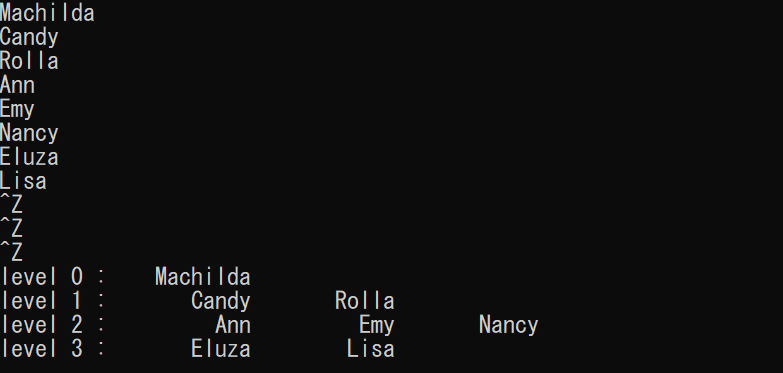 Machilda
Candy
Rolla
Ann
Emy
Nancy
Eluza
Lisa
^Z
^Z
^Z
level 0 :    Machilda
level 1 :       Candy       Rolla
level 2 :         Ann         Emy       Nancy
level 3 :       Eluza        Lisa